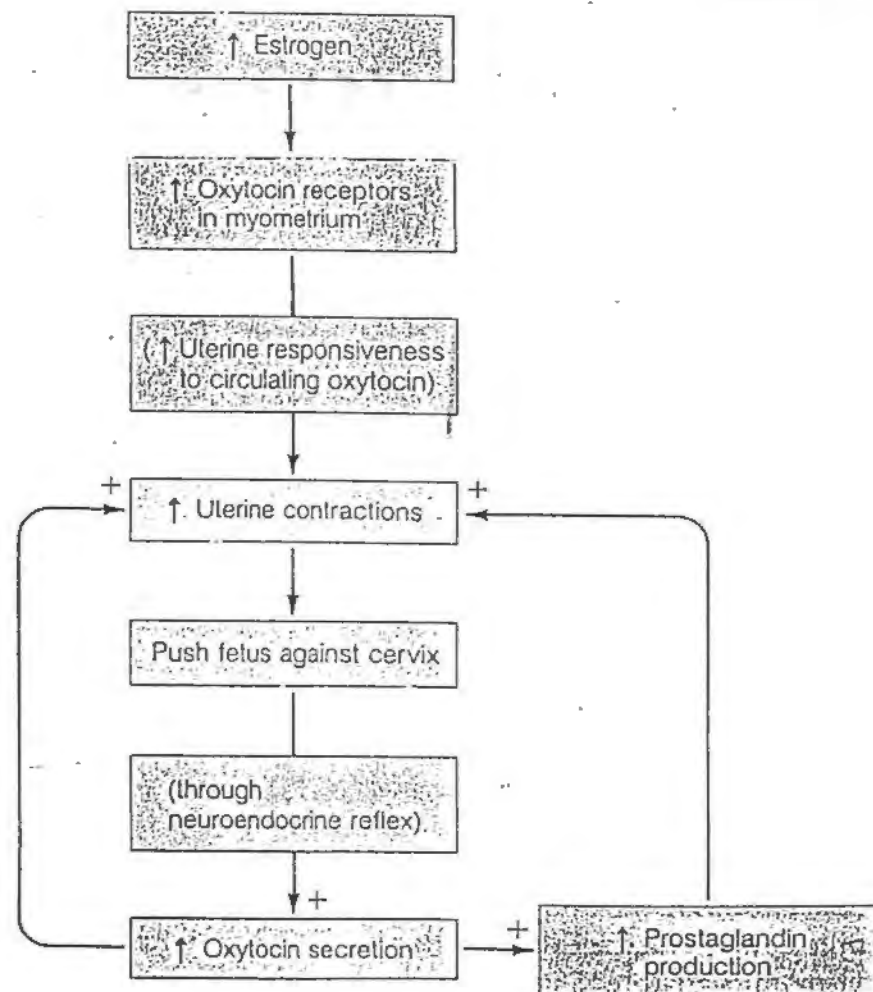 ↑ Estrogen
↑ Oxytocin receptors
in myometrium
(↑ Uterine responsiveness
to circulating oxytocin)
+
+
↑ Uterine contractions
Push fetus against cervix
(through
neuroendocrine reflex)
+
+
↑ Oxytocin secretion
↑ Prostaglandin
production